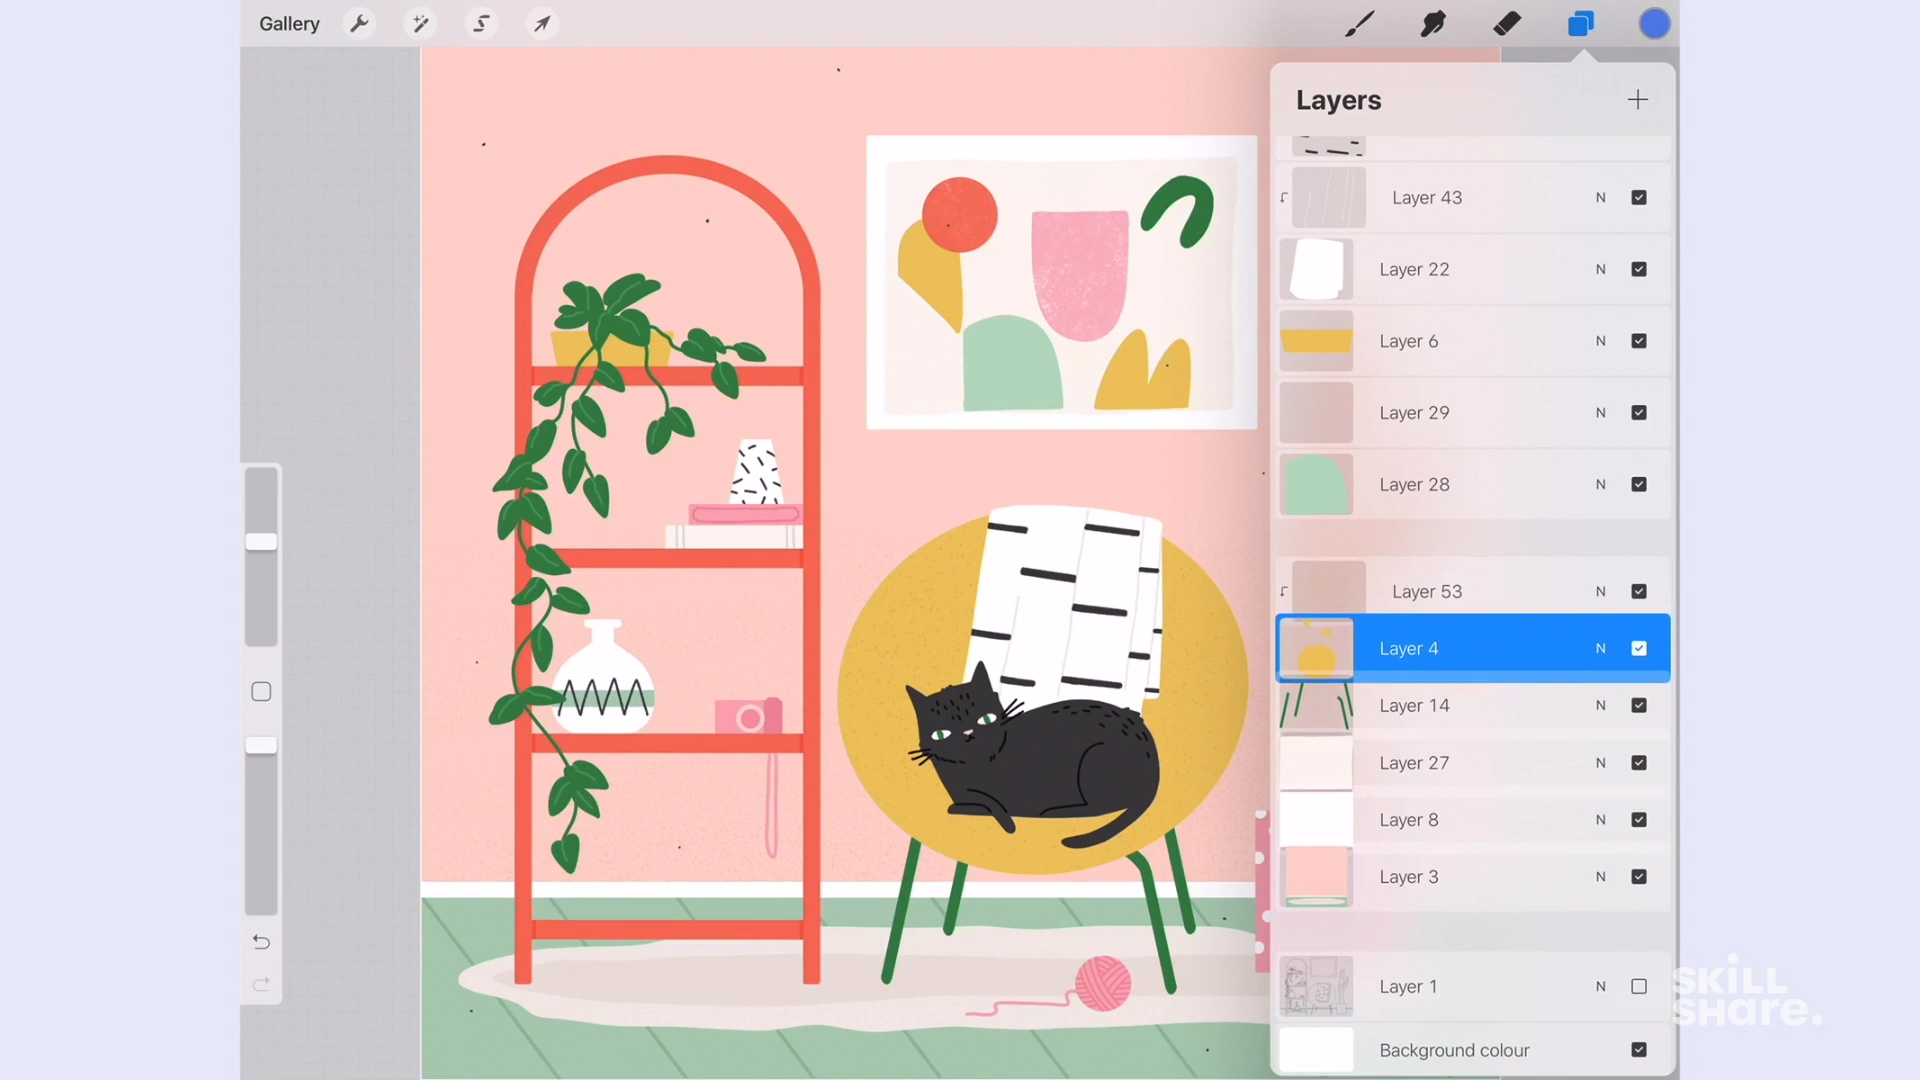 Gallery
Layers
Layer 43 N
Layer 22 N
Layer 6 N
Layer 29 N
Layer 28 N
Layer 53 N
Layer 4 N
Layer 14 N
Layer 27 N
Layer 8 N
Layer 3 N
Layer 1 N
Background colour
SKILL
SHare.